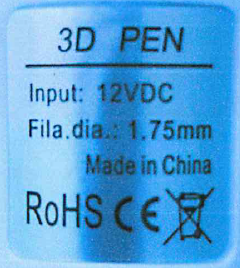 3D PEN
Input: 12VDC
Fila.dia.: 1.75mm
Made in China
RoHS CE